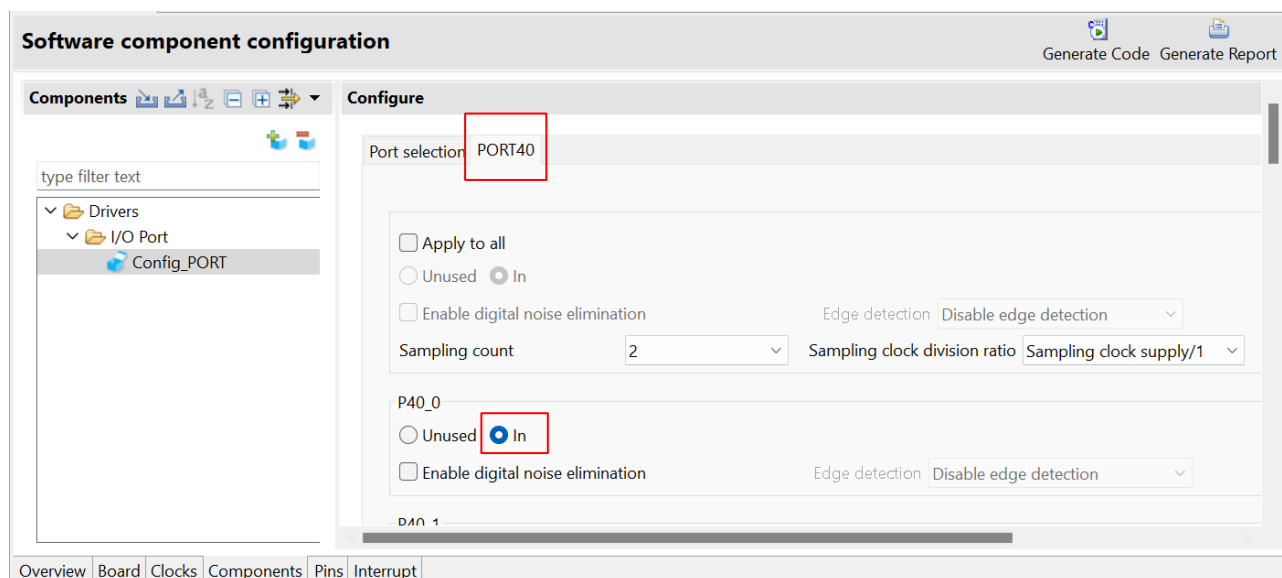 Software component configuration
Generate Code Generate Report
Components
Configure
Port selection PORT40
type filter text
Drivers
I/O Port
Config_PORT
Apply to all
Unused In
Enable digital noise elimination Edge detection Disable edge detection
Sampling count 2 Sampling clock division ratio Sampling clock supply/1
P40_0
Unused In
Enable digital noise elimination Edge detection Disable edge detection
P40_1
Overview Board Clocks Components Pins Interrupt